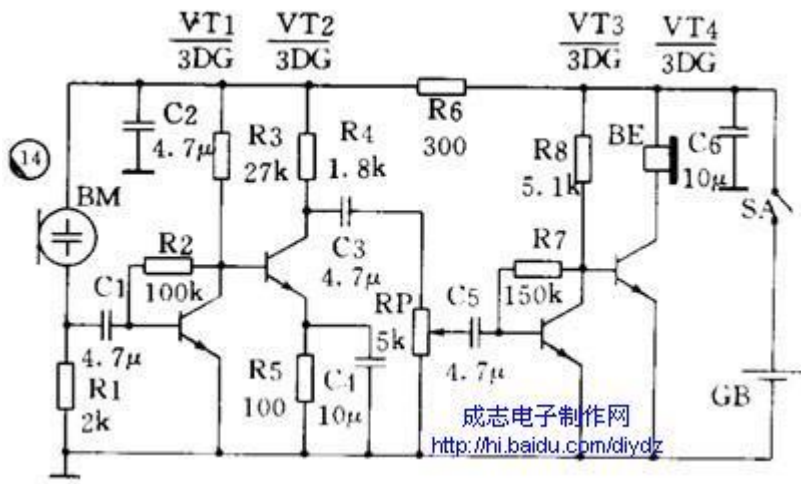 VT1 VT2 VT3 VT4
3DG 3DG 3DG 3DG
C2
4.7μ
R3
27k
R4
1.8k
R6
300
R8
5.1k
BE
C6
10μ
14
BM
SA
R2
100k
C3
4.7μ
R7
150k
C1
4.7μ
RP
5k
C5
4.7μ
R1
2k
R5
100
C4
10μ
GB
成志电子制作网
http://hi.baidu.com/diydz